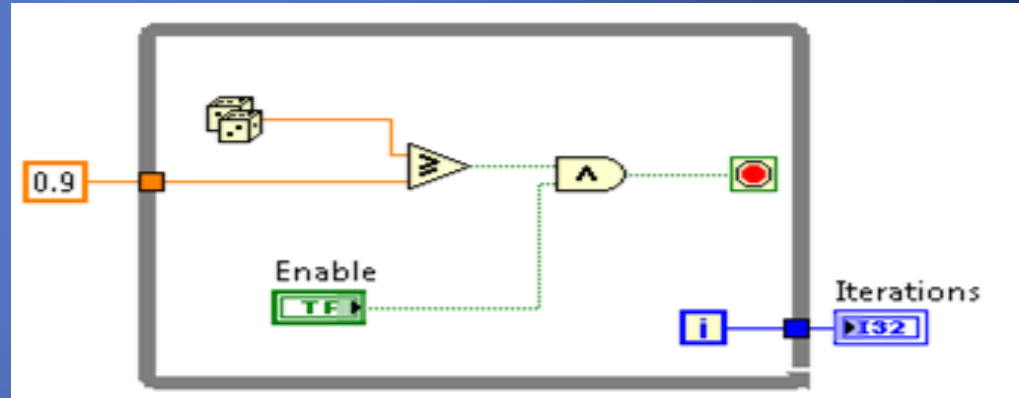 0.9
≥
∧
Enable
TF
i
Iterations
I32